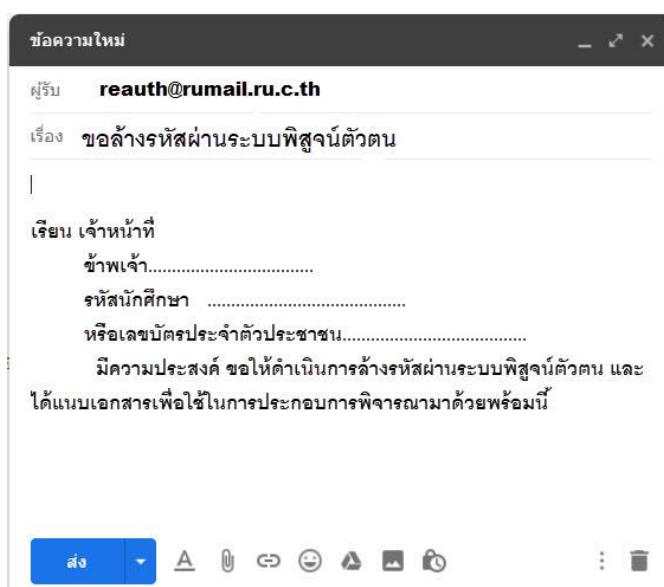 ข้อความใหม่
ผู้รับ reauth@rumail.ru.c.th
เรื่อง ขอล้างรหัสผ่านระบบพิสูจน์ตัวตน
เรียน เจ้าหน้าที่
ข้าพเจ้า...................................
รหัสนักศึกษา ..........................................
หรือเลขบัตรประจำตัวประชาชน.......................................
มีความประสงค์ ขอให้ดำเนินการล้างรหัสผ่านระบบพิสูจน์ตัวตน และ
ได้แนบเอกสารเพื่อใช้ในการประกอบการพิจารณามาด้วยพร้อมนี้
ส่ง